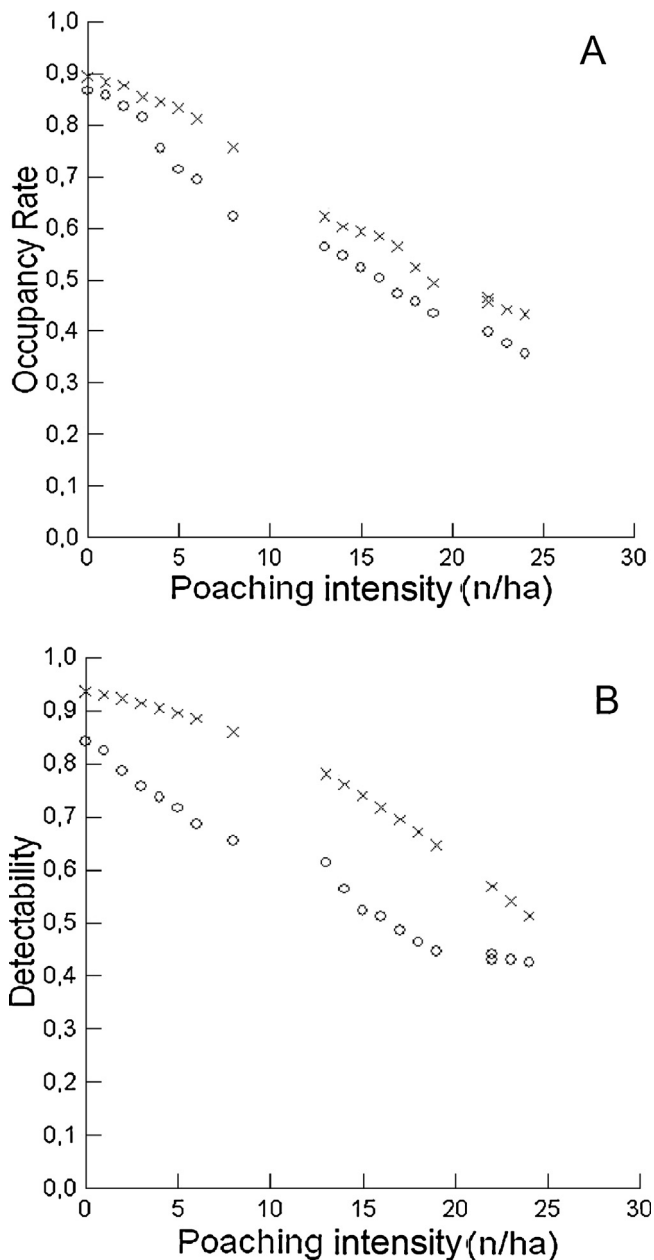 A
1,0
0,9
0,8
0,7
0,6
0,5
0,4
0,3
0,2
0,1
0,0
Occupancy Rate
0 5 10 15 20 25 30
Poaching intensity (n/ha)
B
1,0
0,9
0,8
0,7
0,6
0,5
0,4
0,3
0,2
0,1
0,0
Detectability
0 5 10 15 20 25 30
Poaching intensity (n/ha)